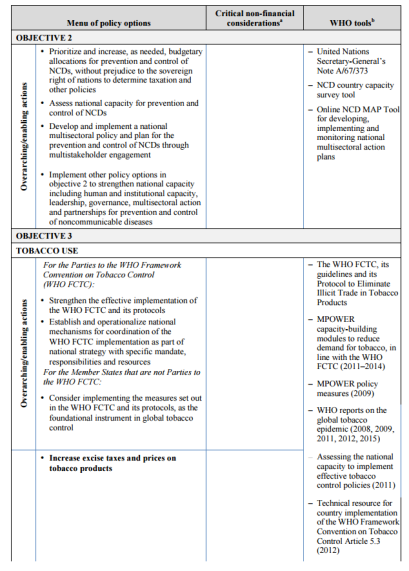 Menu of policy options
Critical non-financial
considerationsᵃ
WHO toolsᵇ
OBJECTIVE 2
Overarching/enabling actions
• Prioritize and increase, as needed, budgetary
allocations for prevention and control of
NCDs, without prejudice to the sovereign
right of nations to determine taxation and
other policies
• Assess national capacity for prevention and
control of NCDs
• Develop and implement a national
multisectoral policy and plan for the
prevention and control of NCDs through
multistakeholder engagement
• Implement other policy options in
objective 2 to strengthen national capacity
including human and institutional capacity,
leadership, governance, multisectoral action
and partnerships for prevention and control
of noncommunicable diseases
– United Nations
Secretary-General’s
Note A/67/373
– NCD country capacity
survey tool
– Online NCD MAP Tool
for developing,
implementing and
monitoring national
multisectoral action
plans
OBJECTIVE 3
TOBACCO USE
Overarching/enabling actions
For the Parties to the WHO Framework
Convention on Tobacco Control
(WHO FCTC):
• Strengthen the effective implementation of
the WHO FCTC and its protocols
• Establish and operationalize national
mechanisms for coordination of the
WHO FCTC implementation as part of
national strategy with specific mandate,
responsibilities and resources
For the Member States that are not Parties to
the WHO FCTC:
• Consider implementing the measures set out
in the WHO FCTC and its protocols, as the
foundational instrument in global tobacco
control
• Increase excise taxes and prices on
tobacco products
– The WHO FCTC, its
guidelines and its
Protocol to Eliminate
Illicit Trade in Tobacco
Products
– MPOWER
capacity-building
modules to reduce
demand for tobacco, in
line with the WHO
FCTC (2011–2014)
– MPOWER policy
measures (2009)
– WHO reports on the
global tobacco
epidemic (2008, 2009,
2011, 2012, 2015)
– Assessing the national
capacity to implement
effective tobacco
control policies (2011)
– Technical resource for
country implementation
of the WHO Framework
Convention on Tobacco
Control Article 5.3
(2012)